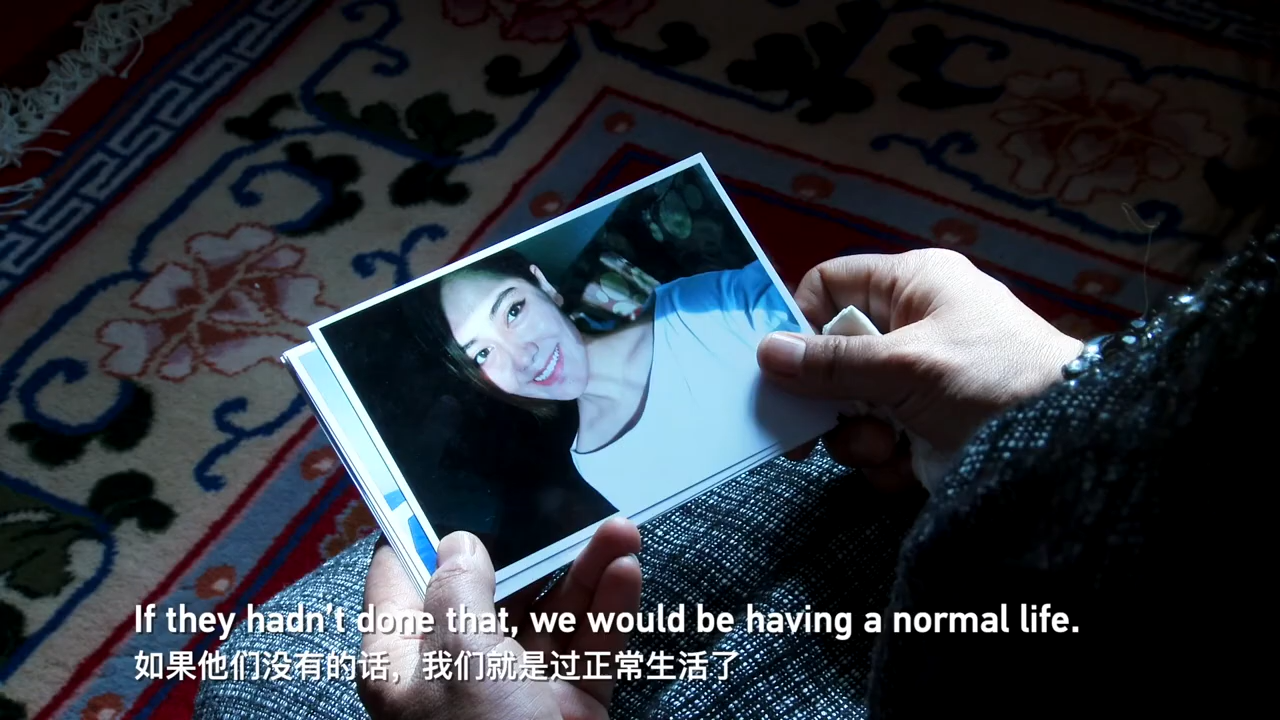 If they hadn't done that, we would be having a normal life.
如果他们没有的话，我们就是过正常生活了